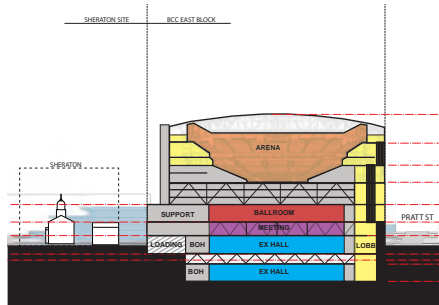 SHERATON SITE
BCC EAST BLOCK
ARENA
SHERATON
SUPPORT
BALLROOM
PRATT ST
MEETING
LOADING
BOH
EX HALL
LOBB
BOH
EX HALL